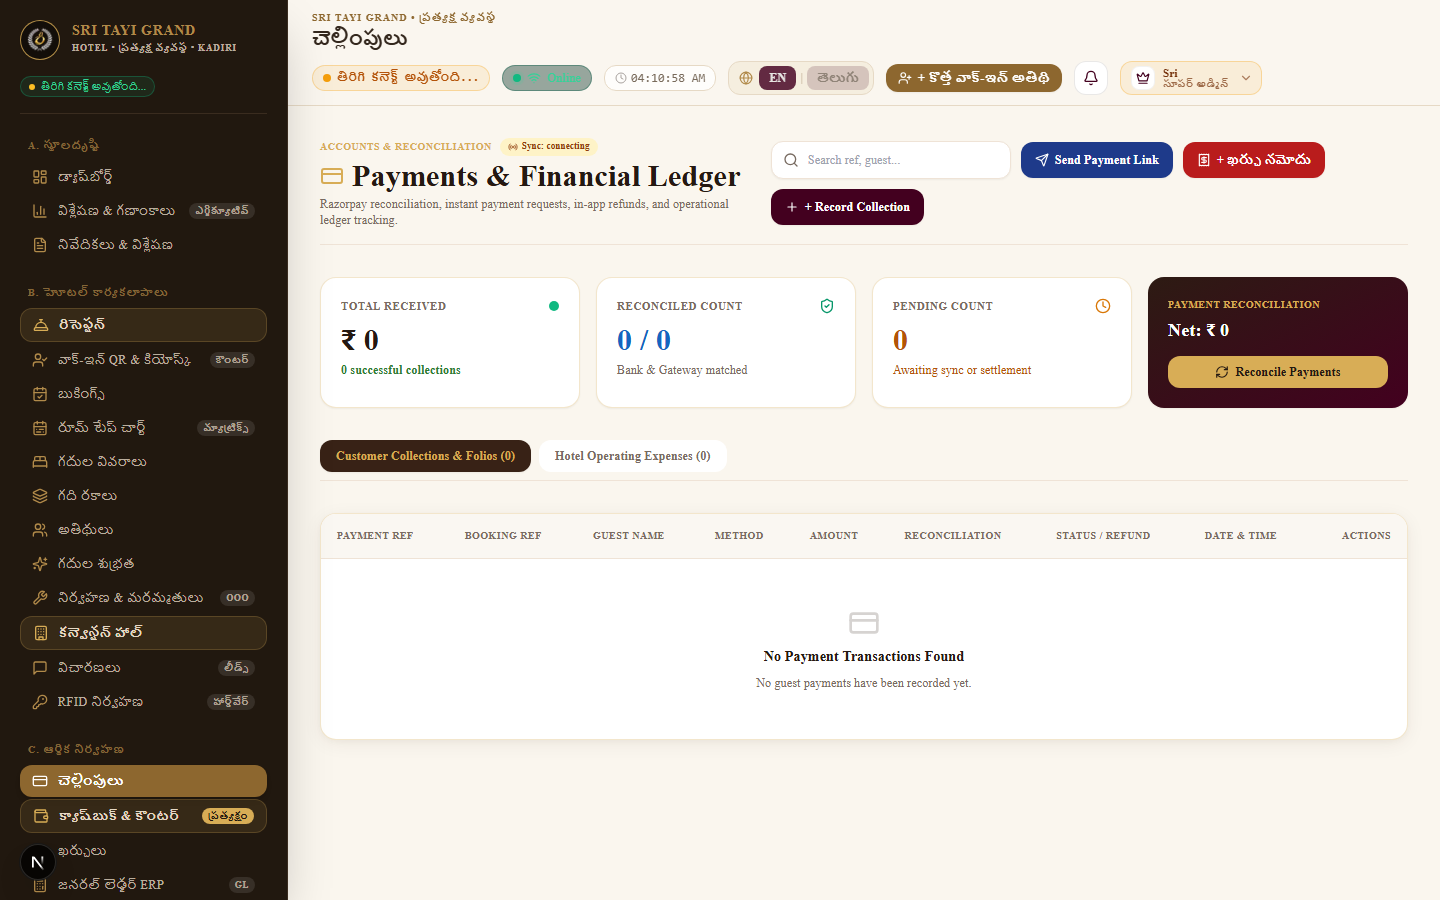 SRI TAYI GRAND
HOTEL • ప్రత్యక్ష వ్యవస్థ • KADIRI
తిరిగి కనెక్ట్ అవుతోంది...
A. స్థూలదృష్టి
డ్యాష్‌బోర్డ్
విశ్లేషణ & గణాంకాలు ఎగ్జిక్యూటివ్
నివేదికలు & విశ్లేషణ
B. హోటల్ కార్యకలాపాలు
రిసెప్షన్
వాక్-ఇన్ QR & కియోస్క్ కౌంటర్
బుకింగ్స్
రూమ్ టేప్ చార్ట్ మ్యాట్రిక్స్
గదుల వివరాలు
గది రకాలు
అతిథులు
గదుల శుభ్రత
నిర్వహణ & మరమ్మతులు OOO
కన్వెన్షన్ హాల్
విచారణలు లీడ్స్
RFID నిర్వహణ హార్డ్‌వేర్
C. ఆర్థిక నిర్వహణ
చెల్లింపులు
క్యాష్‌బుక్ & కౌంటర్ ప్రత్యక్షం
ఖర్చులు
జనరల్ లెడ్జర్ ERP GL
SRI TAYI GRAND • ప్రత్యక్ష వ్యవస్థ
చెల్లింపులు
తిరిగి కనెక్ట్ అవుతోంది...
04:10:58 AM
EN | తెలుగు
+ కొత్త వాక్-ఇన్ అతిథి
Sri
సూపర్ అడ్మిన్
ACCOUNTS & RECONCILIATION Sync: connecting
Payments & Financial Ledger
Razorpay reconciliation, instant payment requests, in-app refunds, and operational
ledger tracking.
Search ref, guest...
Send Payment Link
+ ఖర్చు నమోదు
+ Record Collection
TOTAL RECEIVED
₹ 0
0 successful collections
RECONCILED COUNT
0 / 0
Bank & Gateway matched
PENDING COUNT
0
Awaiting sync or settlement
PAYMENT RECONCILIATION
Net: ₹ 0
Reconcile Payments
Customer Collections & Folios (0)
Hotel Operating Expenses (0)
PAYMENT REF BOOKING REF GUEST NAME METHOD AMOUNT RECONCILIATION STATUS / REFUND DATE & TIME ACTIONS
No Payment Transactions Found
No guest payments have been recorded yet.